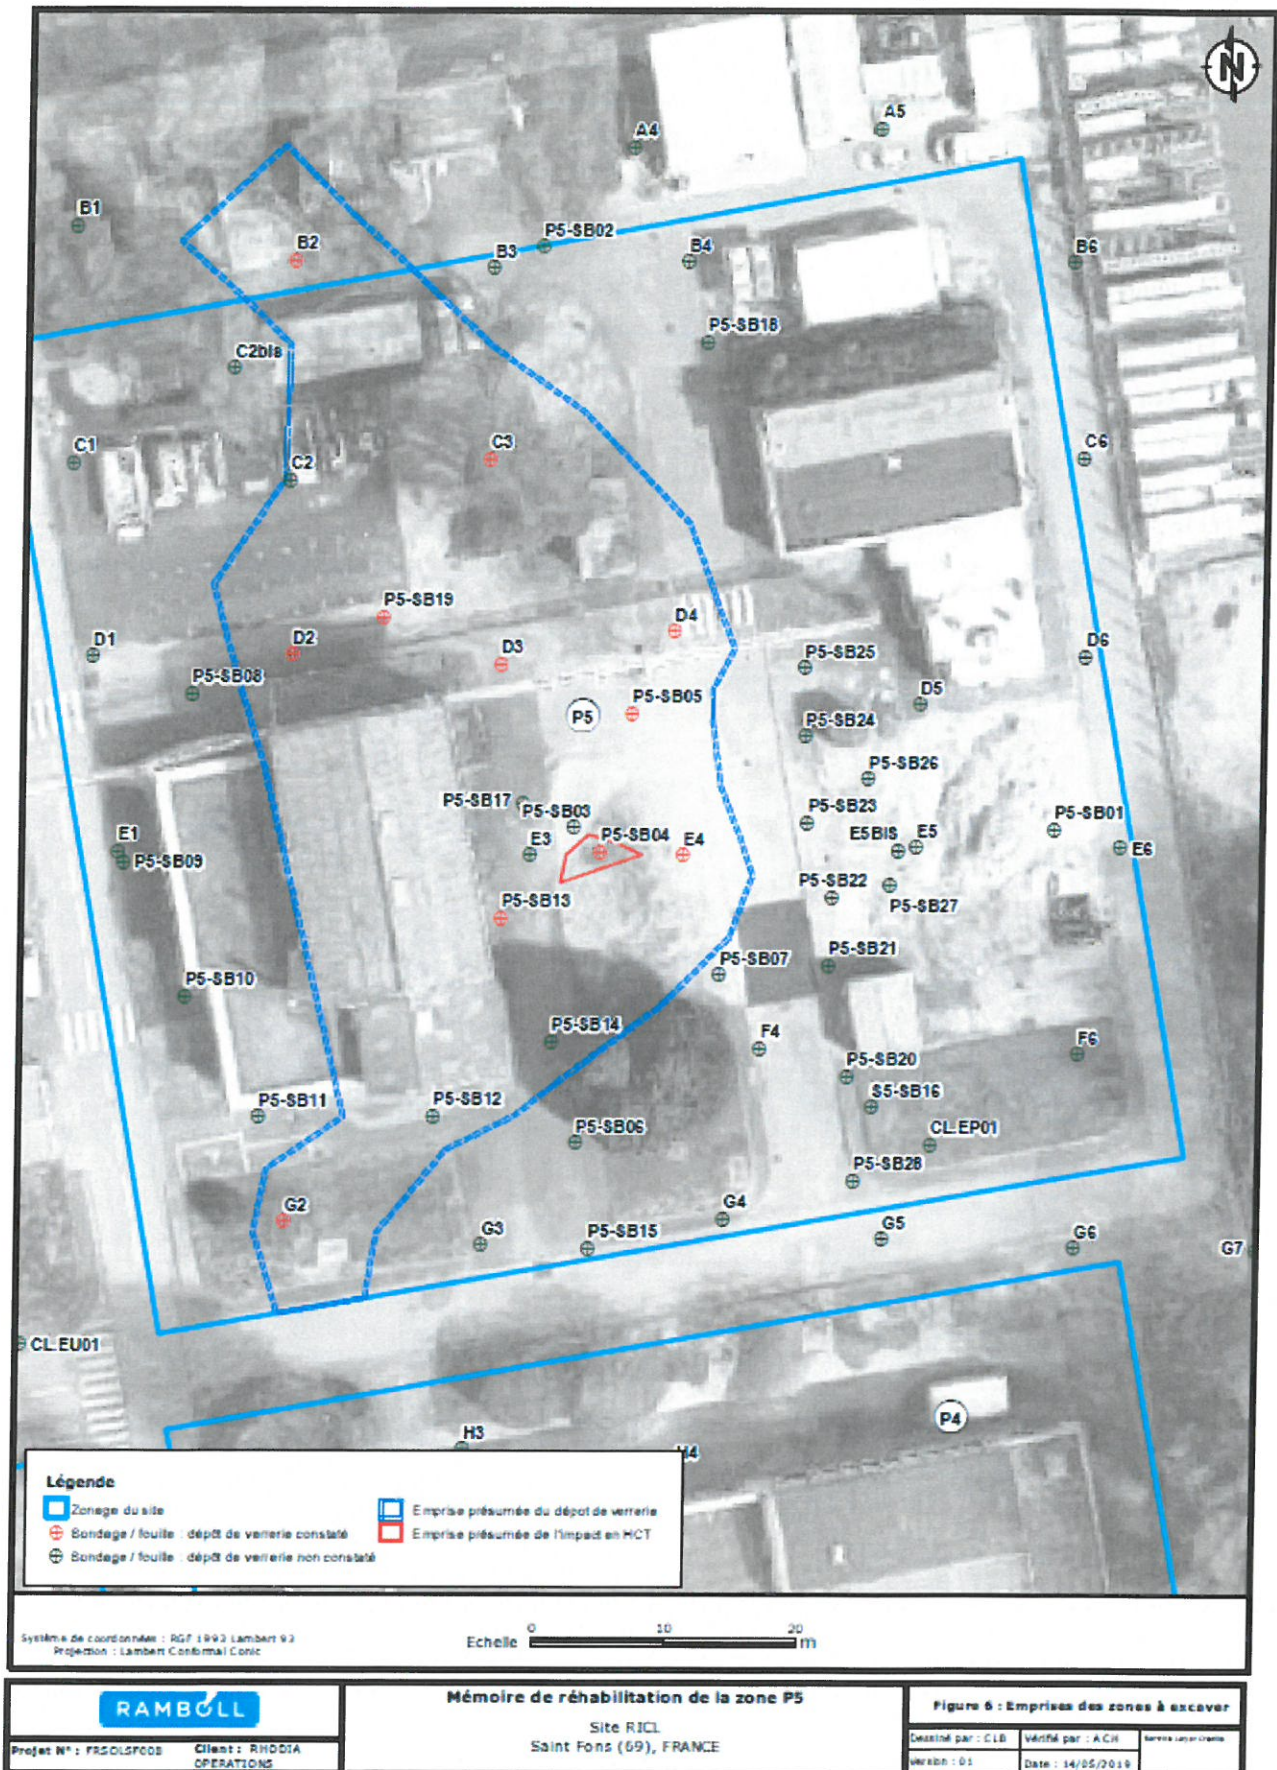 N
A4
A5
B1
B2
B3
P5-SB02
B4
B6
P5-SB18
C2bis
C1
C2
C3
C6
P5-SB19
D1
D2
D3
D4
D6
P5-SB08
P5-SB25
D5
P5
P5-SB05
P5-SB24
P5-SB26
P5-SB17
P5-SB03
P5-SB23
P5-SB01
E1
P5-SB09
E3
P5-SB04
E4
E5BIS
E5
E6
P5-SB22
P5-SB27
P5-SB13
P5-SB10
P5-SB07
P5-SB21
P5-SB14
F4
F6
P5-SB20
P5-SB11
P5-SB12
S5-SB16
P5-SB06
CL.EP01
P5-SB28
G2
G3
P5-SB15
G4
G5
G6
G7
CL.EU01
P4
H3
H4
Légende
Zonage du site
Emprise présumée du dépot de verrerie
Sondage / fouille : dépôt de verrerie constaté
Emprise présumée de l'impact en HCT
Sondage / fouille : dépôt de verrerie non constaté
Système de coordonnées : RGF 1993 Lambert 93
Projection : Lambert Conformal Conic
Echelle
0 10 20
m
RAMBOLL
Mémoire de réhabilitation de la zone P5
Site RICL
Saint Fons (69), FRANCE
Figure 6 : Emprises des zones à excaver
Projet N° :
Client : RHODIA OPERATIONS
Dessiné par : CLB
Vérifié par : ACH
Version : 01
Date : 14/05/2019